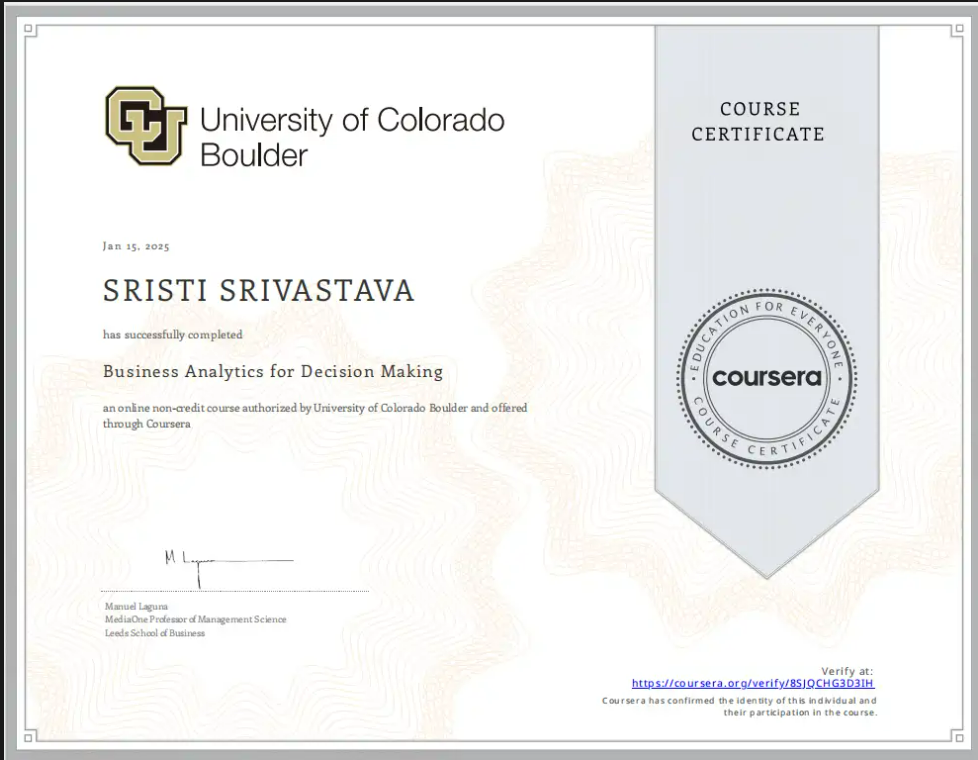 University of Colorado
Boulder
COURSE
CERTIFICATE
Jan 15, 2025
SRISTI SRIVASTAVA
has successfully completed
Business Analytics for Decision Making
an online non-credit course authorized by University of Colorado Boulder and offered
through Coursera
EDUCATION FOR EVERYONE
coursera
COURSE CERTIFICATE
M Laguna
Manuel Laguna
MediaOne Professor of Management Science
Leeds School of Business
Verify at:
https://coursera.org/verify/8SJQCHG3D3IH
Coursera has confirmed the identity of this individual and
their participation in the course.